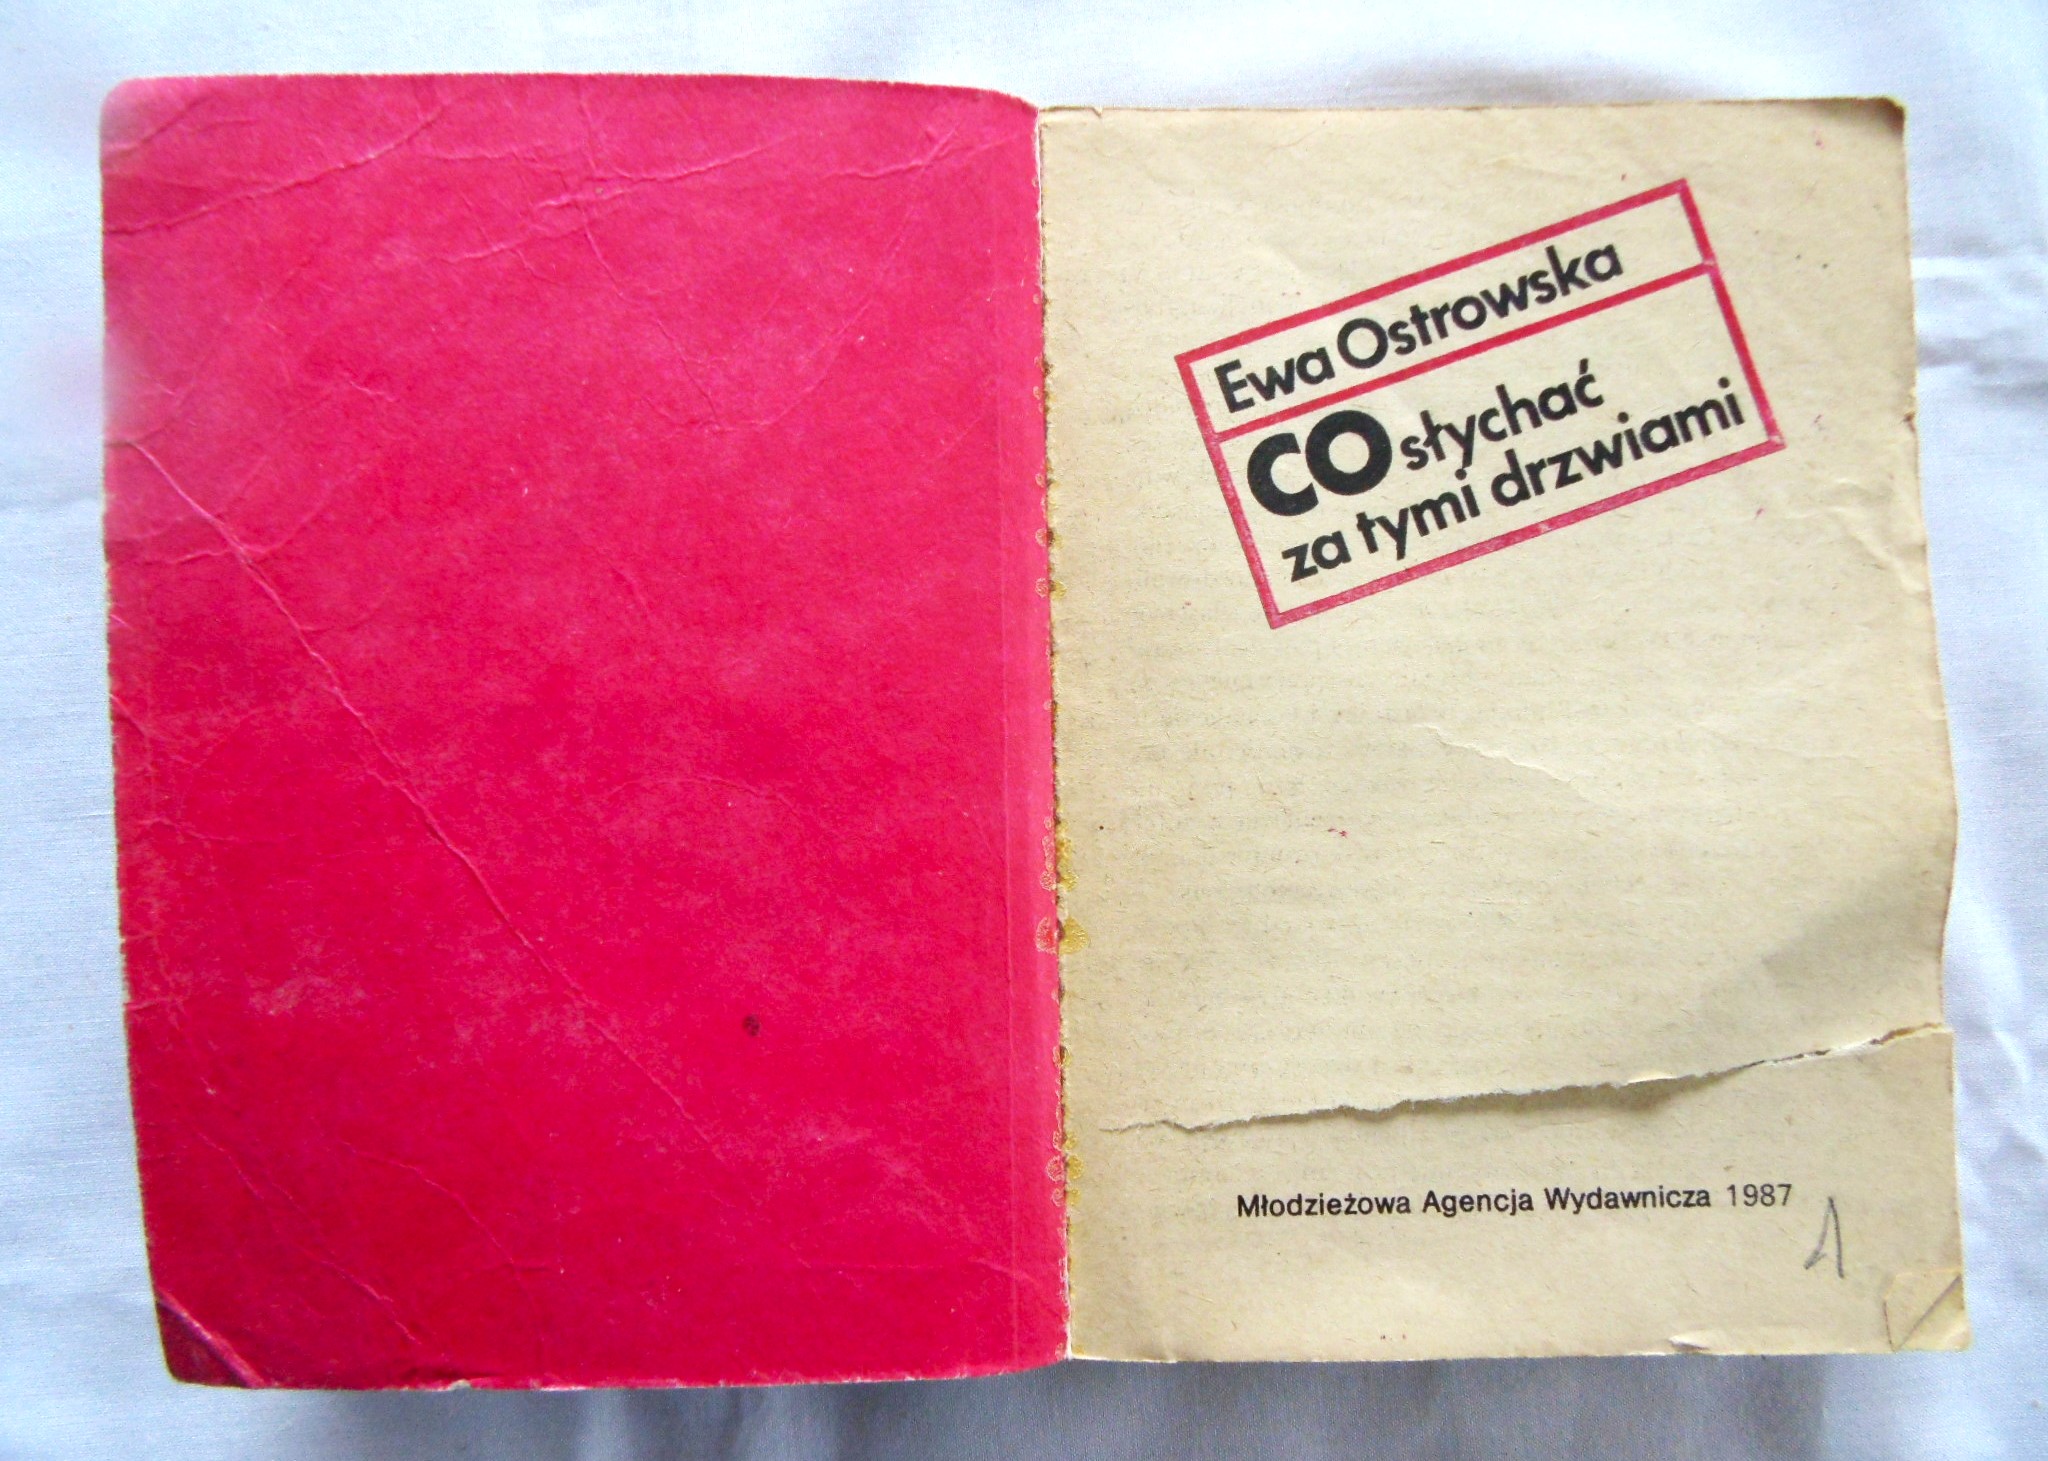 Ewa Ostrowska
CO słychać
za tymi drzwiami
Młodzieżowa Agencja Wydawnicza 1987
1